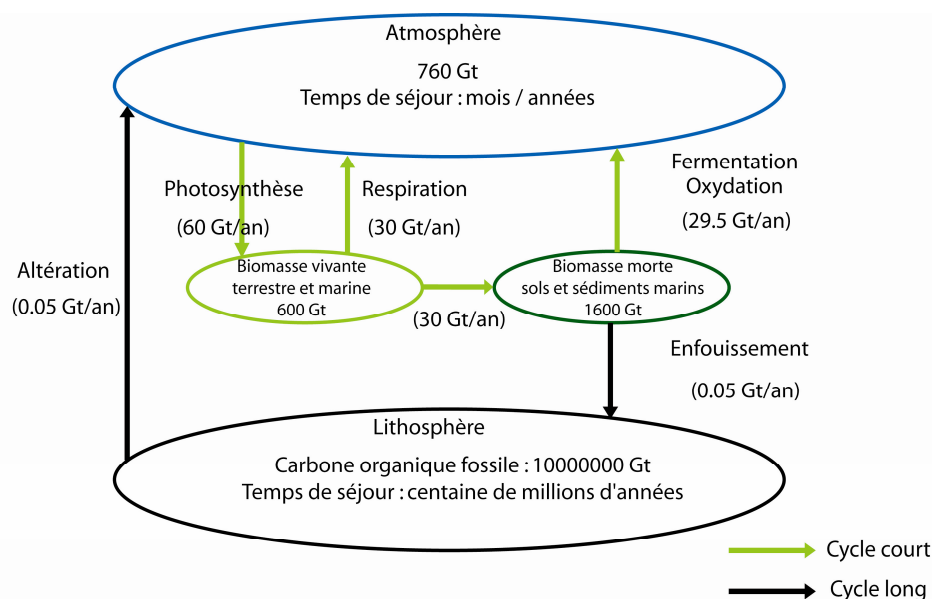 Atmosphère
760 Gt
Temps de séjour : mois / années
Photosynthèse
(60 Gt/an)
Respiration
(30 Gt/an)
Fermentation
Oxydation
(29.5 Gt/an)
Altération
(0.05 Gt/an)
Biomasse vivante
terrestre et marine
600 Gt
(30 Gt/an)
Biomasse morte
sols et sédiments marins
1600 Gt
Enfouissement
(0.05 Gt/an)
Lithosphère
Carbone organique fossile : 10000000 Gt
Temps de séjour : centaine de millions d'années
Cycle court
Cycle long